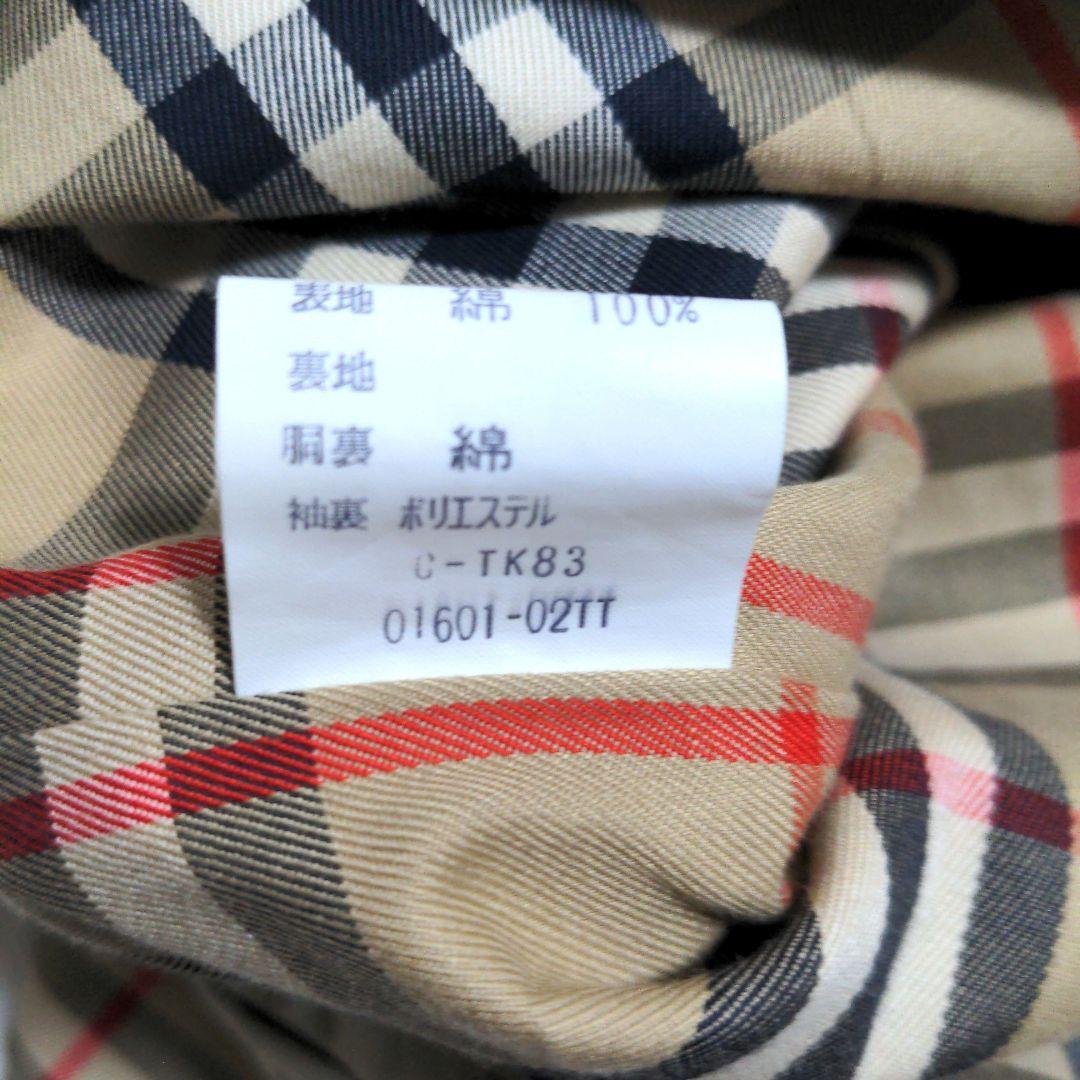 表地 綿 100%
裏地
胴裏 綿
袖裏 ポリエステル
C-TK83
01601-02TT